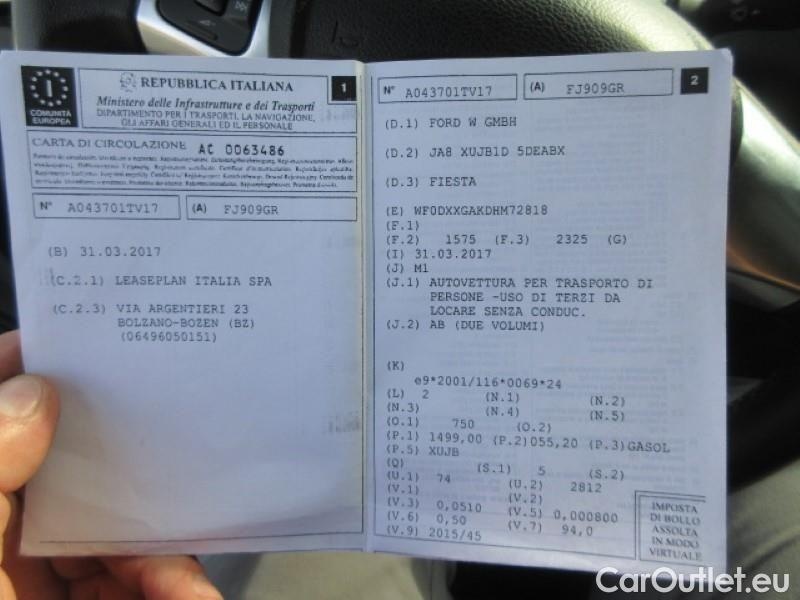 I
COMUNITÀ
EUROPEA
REPUBBLICA ITALIANA
1
Ministero delle Infrastrutture e dei Trasporti
DIPARTIMENTO PER I TRASPORTI, LA NAVIGAZIONE,
GLI AFFARI GENERALI ED IL PERSONALE
CARTA DI CIRCOLAZIONE AC 0063486
N° A043701TV17 (A) FJ909GR
(B) 31.03.2017
(C.2.1) LEASEPLAN ITALIA SPA
(C.2.3) VIA ARGENTIERI 23
BOLZANO-BOZEN (BZ)
(06496050151)
N° A043701TV17 (A) FJ909GR 2
(D.1) FORD W GMBH
(D.2) JA8 XUJB1D 5DEABX
(D.3) FIESTA
(E) WF0DXXGAKDHM72818
(F.1)
(F.2) 1575 (F.3) 2325 (G)
(I) 31.03.2017
(J) M1
(J.1) AUTOVETTURA PER TRASPORTO DI
PERSONE -USO DI TERZI DA
LOCARE SENZA CONDUC.
(J.2) AB (DUE VOLUMI)
(K)
e9*2001/116*0069*24
(L) 2 (N.1) (N.2)
(N.3) (N.4) (N.5)
(O.1) 750 (O.2)
(P.1) 1499,00 (P.2)055,20 (P.3)GASOL
(P.5) XUJB
(Q) (S.1) 5 (S.2)
(U.1) 74 (U.2) 2812
(V.1) (V.2)
(V.3) 0,0510 (V.5) 0,000800
(V.6) 0,50 (V.7) 94,0
(V.9) 2015/45
IMPOSTA
DI BOLLO
ASSOLTA
IN MODO
VIRTUALE
CarOutlet.eu